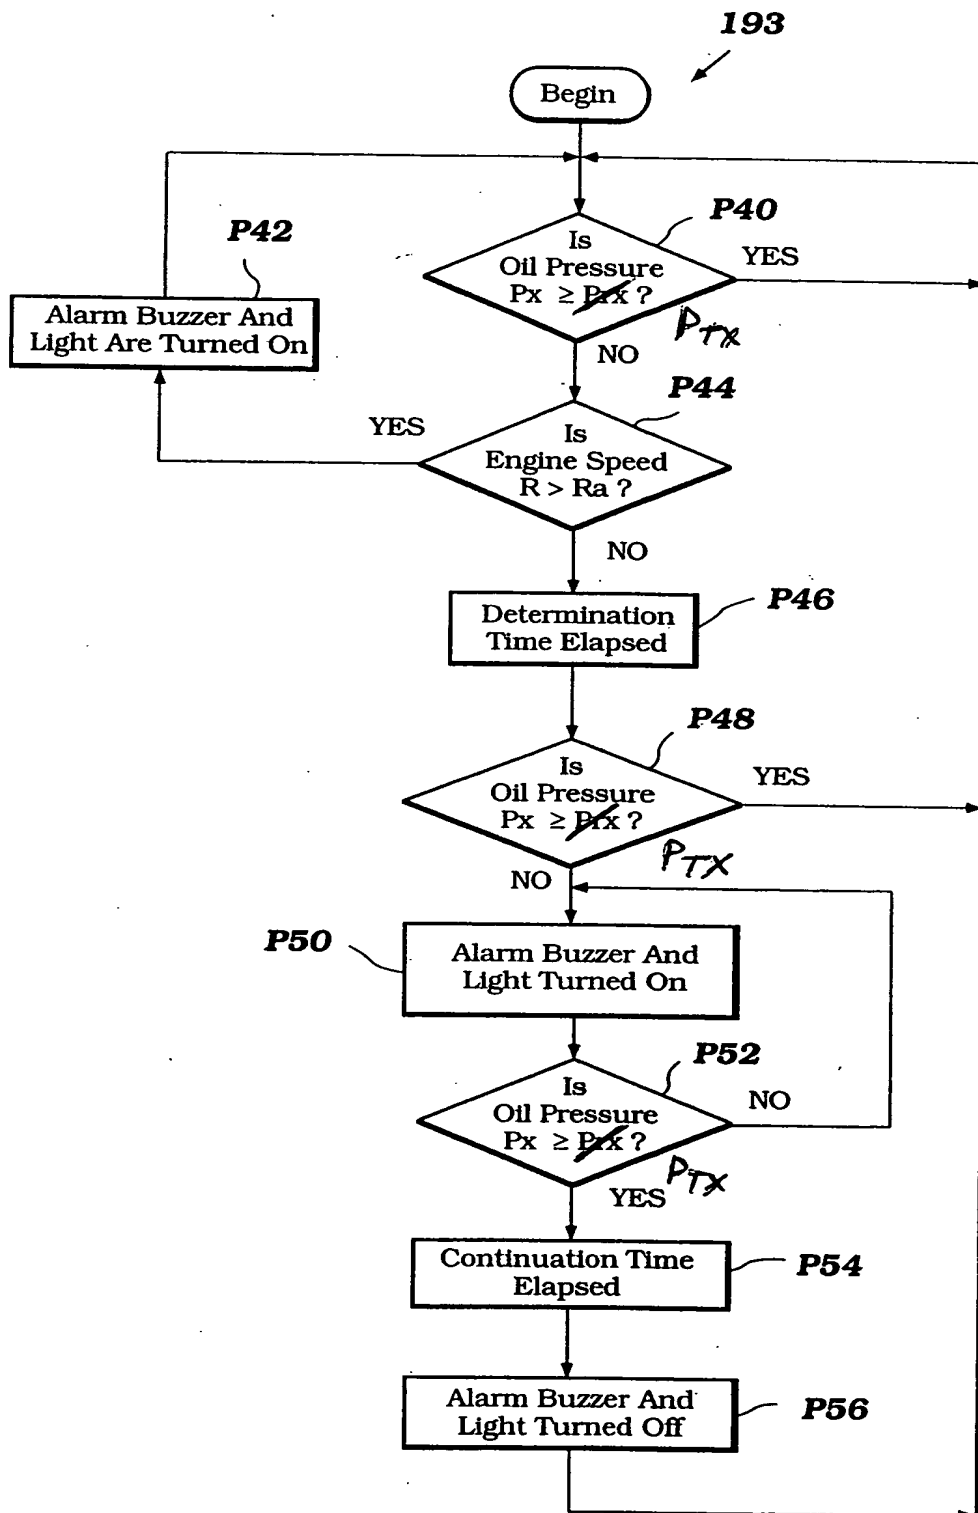 193
Begin
P40
Is
Oil Pressure
Px ≥ Prx ?
YES
PTX
NO
P42
Alarm Buzzer And
Light Are Turned On
P44
YES
Is
Engine Speed
R > Ra ?
NO
P46
Determination
Time Elapsed
P48
Is
Oil Pressure
Px ≥ Prx ?
YES
PTX
NO
P50
Alarm Buzzer And
Light Turned On
P52
Is
Oil Pressure
Px ≥ Prx ?
NO
PTX
YES
Continuation Time
Elapsed
P54
Alarm Buzzer And
Light Turned Off
P56